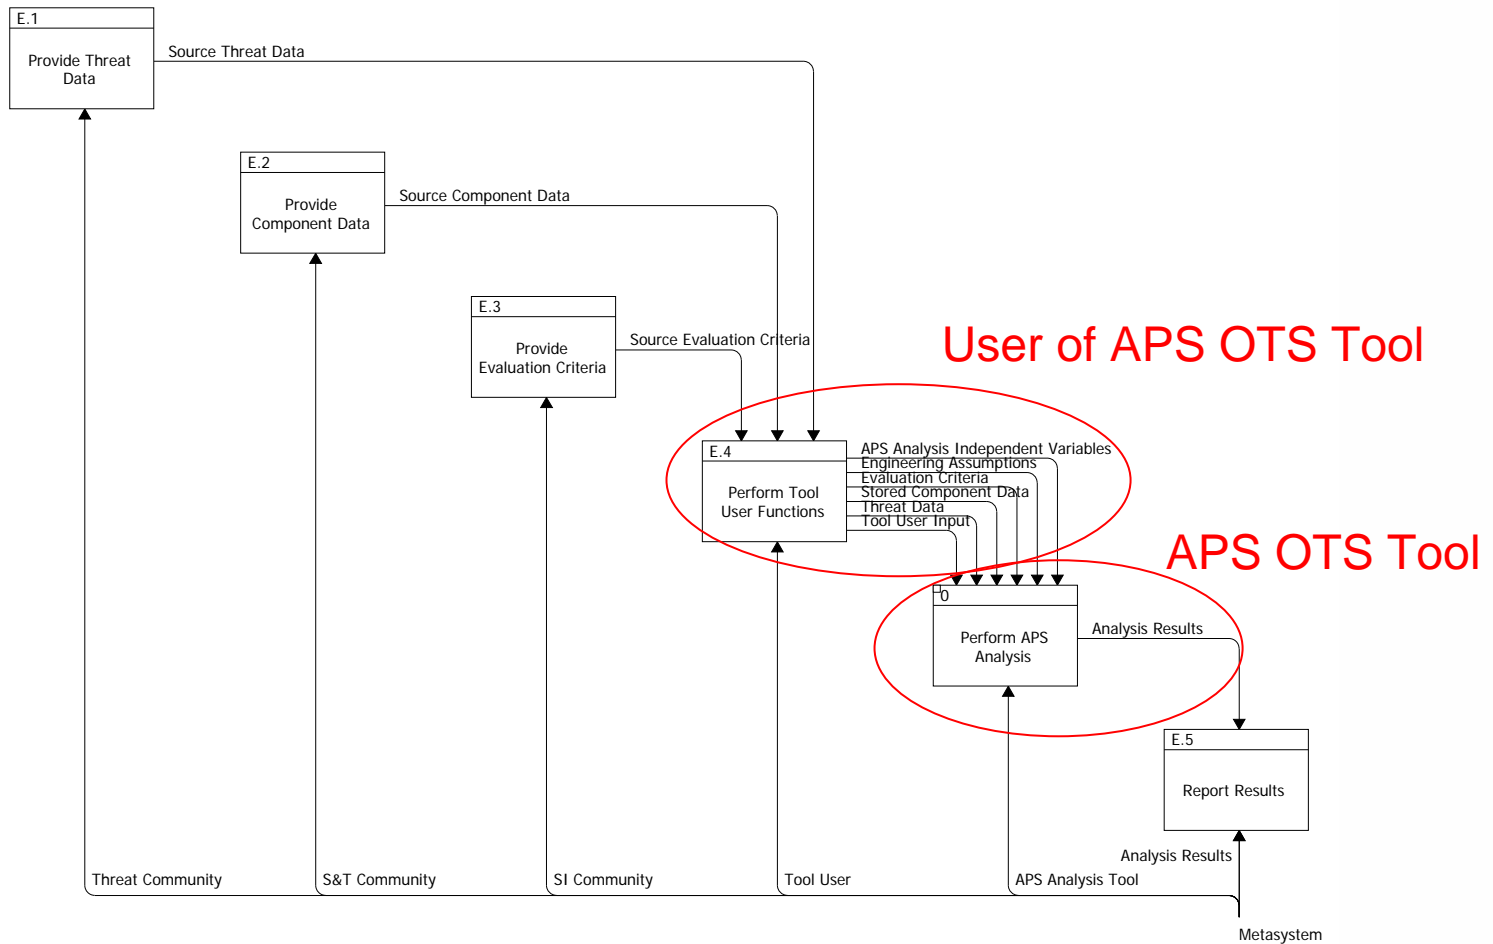 E.1
Provide Threat
Data
Source Threat Data
E.2
Provide
Component Data
Source Component Data
E.3
Provide
Evaluation Criteria
Source Evaluation Criteria
User of APS OTS Tool
E.4
Perform Tool
User Functions
APS Analysis Independent Variables
Engineering Assumptions
Evaluation Criteria
Stored Component Data
Threat Data
Tool User Input
APS OTS Tool
0
Perform APS
Analysis
Analysis Results
E.5
Report Results
Analysis Results
Threat Community
S&T Community
SI Community
Tool User
APS Analysis Tool
Metasystem